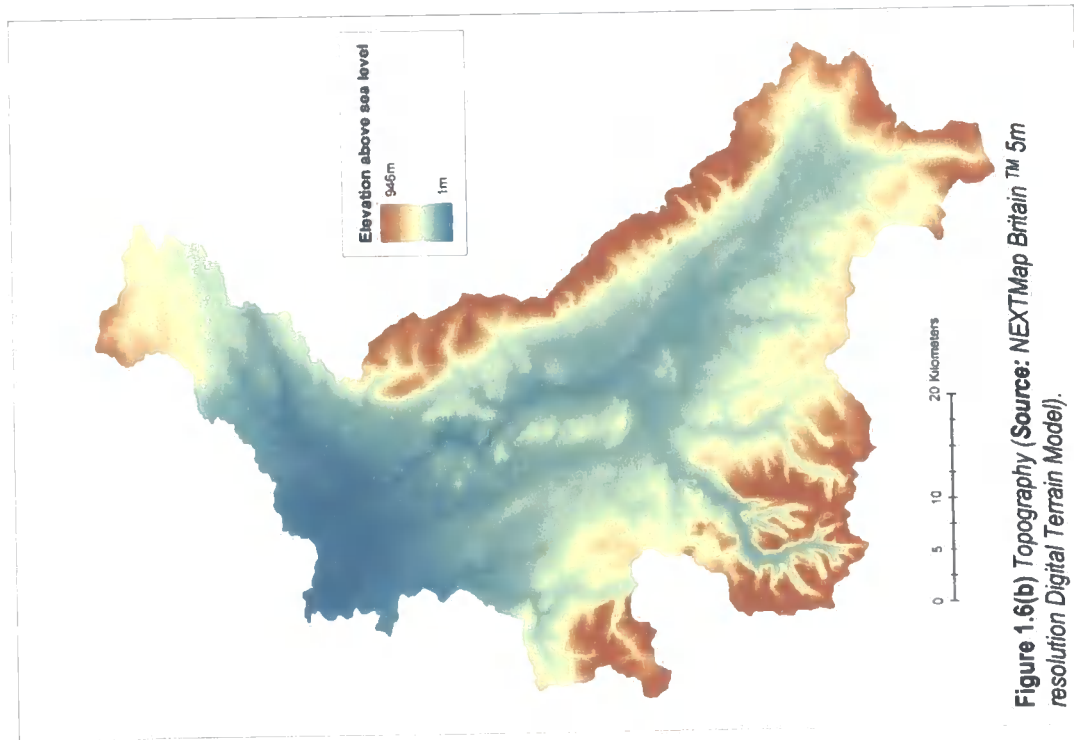 Elevation above sea level
946m
1m
0 5 10 20 Kilometers
Figure 1.6(b) Topography (Source: NEXTMap Britain ™ 5m
resolution Digital Terrain Model).